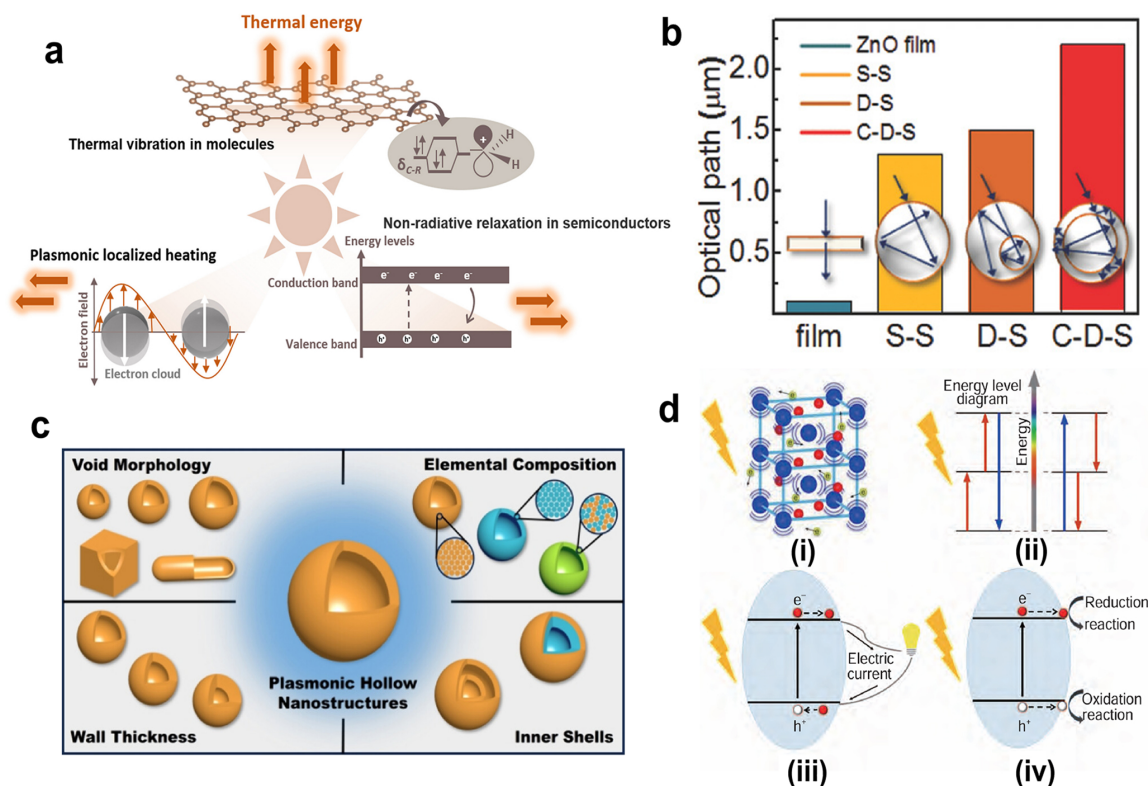 a
Thermal energy
Thermal vibration in molecules
δC-R
+
H
H
Non-radiative relaxation in semiconductors
Energy levels
Conduction band
e- e- e- e-
h+ h+ h+ h+
Valence band
Plasmonic localized heating
Electron field
Electron cloud
b
Optical path (μm)
2.0
1.5
1.0
0.5
ZnO film
S-S
D-S
C-D-S
film S-S D-S C-D-S
c
Void Morphology
Elemental Composition
Plasmonic Hollow
Nanostructures
Wall Thickness
Inner Shells
d
e
e
e
e
e
e
(i)
Energy level
diagram
Energy
(ii)
e−
Electric
current
h+
(iii)
e−
Reduction
reaction
Oxidation
reaction
h+
(iv)